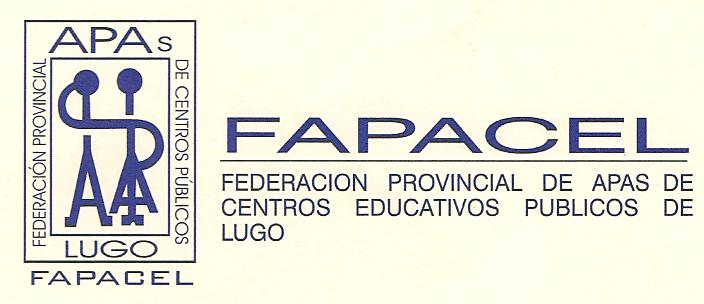 APAs
FEDERACIÓN PROVINCIAL
DE CENTROS PÚBLICOS
APA
LUGO
FAPACEL
FAPACEL
FEDERACION PROVINCIAL DE APAS DE
CENTROS EDUCATIVOS PUBLICOS DE
LUGO